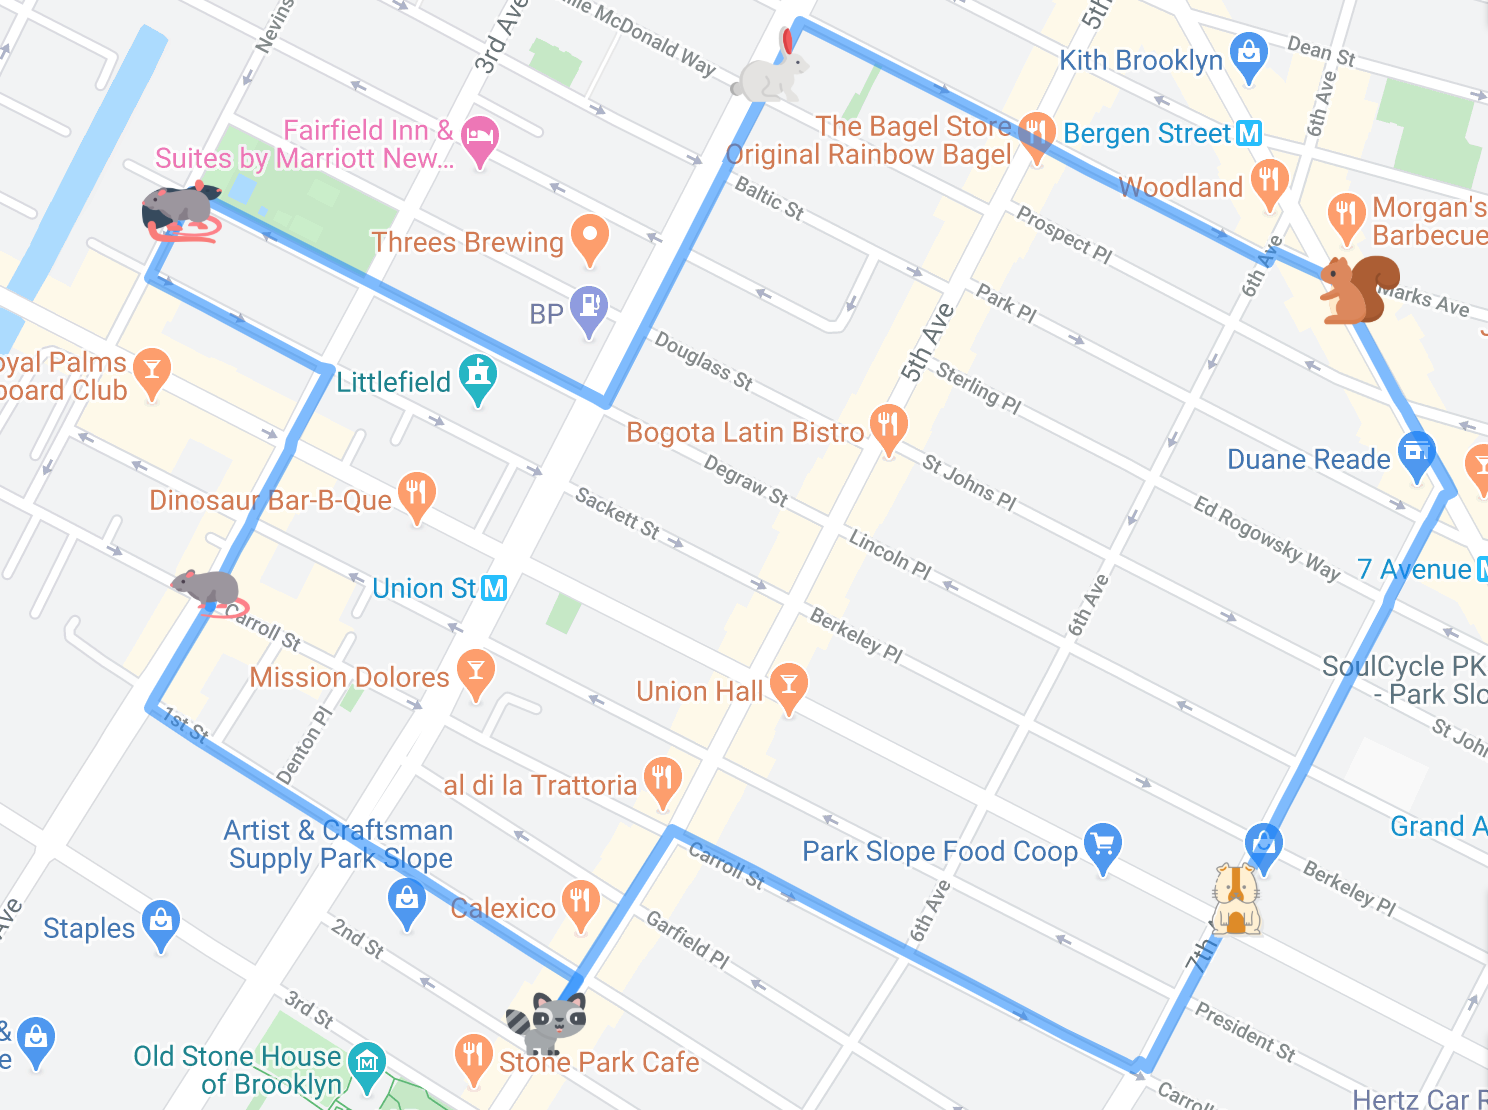 Nevins
3rd Ave
nie McDonald Way
5th
Kith Brooklyn
Dean St
6th Ave
Fairfield Inn &
Suites by Marriott New...
The Bagel Store
Original Rainbow Bagel
Bergen Street M
Woodland
Morgan's
Barbecue
Baltic St
Prospect Pl
Threes Brewing
6th Ave
Marks Ave
Park Pl
BP
5th Ave
Douglass St
oyal Palms
board Club
Littlefield
Sterling Pl
Bogota Latin Bistro
Duane Reade
Degraw St
St Johns Pl
Dinosaur Bar-B-Que
Sackett St
Ed Rogowsky Way
Lincoln Pl
7 Avenue
Union St M
6th Ave
Carroll St
Berkeley Pl
SoulCycle PK
- Park Slo
Mission Dolores
Union Hall
1st St
Denton Pl
St John
al di la Trattoria
Artist & Craftsman
Supply Park Slope
Grand A
Park Slope Food Coop
Carroll St
Berkeley Pl
Calexico
6th Ave
Ave
Staples
2nd St
Garfield Pl
7th
3rd St
President St
&
e
Old Stone House
of Brooklyn
M
Stone Park Cafe
Carroll
Hertz Car R